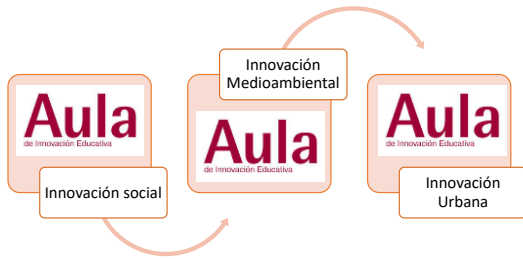 Aula
de Innovación Educativa
Innovación social
Innovación
Medioambiental
Aula
de Innovación Educativa
Aula
de Innovación Educativa
Innovación
Urbana